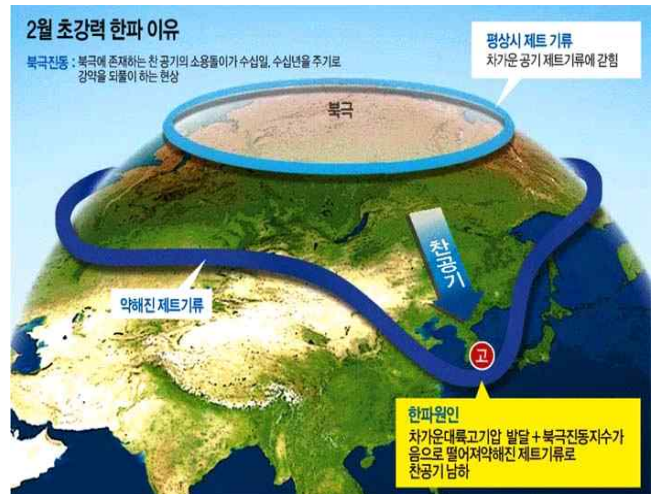 2월 초강력 한파 이유
북극진동 : 북극에 존재하는 찬 공기의 소용돌이가 수십일, 수십년을 주기로
강약을 되풀이 하는 현상
평상시 제트 기류
차가운 공기 제트기류에 갇힘
북극
찬공기
약해진 제트기류
고
한파원인
차가운대륙고기압 발달 + 북극진동지수가
음으로 떨어져약해진 제트기류로
찬공기 남하